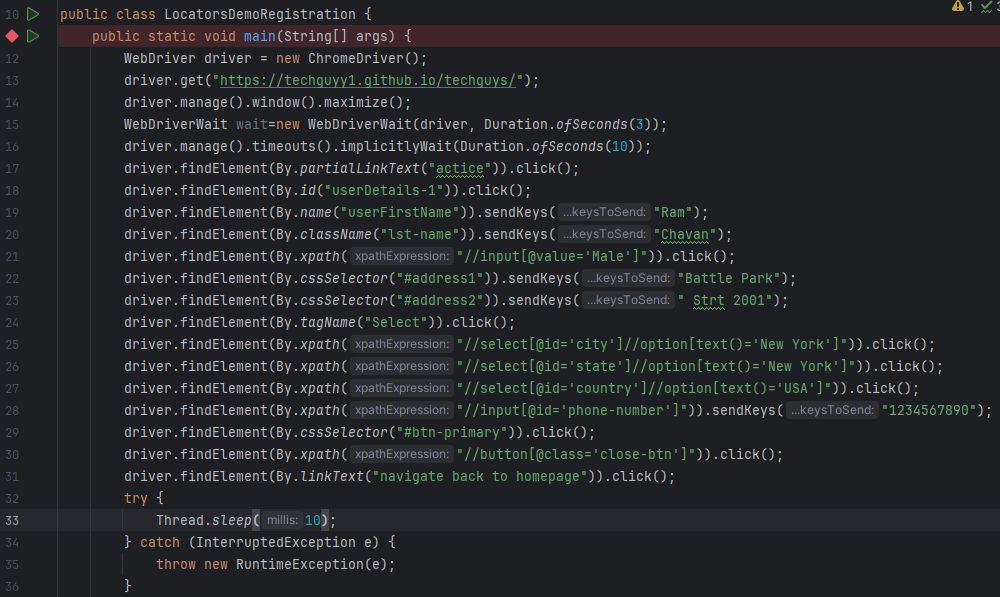 10 public class LocatorsDemoRegistration { 1 3
public static void main(String[] args) {
12 WebDriver driver = new ChromeDriver();
13 driver.get("https://techguyy1.github.io/techguys/");
14 driver.manage().window().maximize();
15 WebDriverWait wait=new WebDriverWait(driver, Duration.ofSeconds(3));
16 driver.manage().timeouts().implicitlyWait(Duration.ofSeconds(10));
17 driver.findElement(By.partialLinkText("actice")).click();
18 driver.findElement(By.id("userDetails-1")).click();
19 driver.findElement(By.name("userFirstName")).sendKeys( ...keysToSend: "Ram");
20 driver.findElement(By.className("lst-name")).sendKeys( ...keysToSend: "Chavan");
21 driver.findElement(By.xpath( xpathExpression: "//input[@value='Male']")).click();
22 driver.findElement(By.cssSelector("#address1")).sendKeys( ...keysToSend: "Battle Park");
23 driver.findElement(By.cssSelector("#address2")).sendKeys( ...keysToSend: " Strt 2001");
24 driver.findElement(By.tagName("Select")).click();
25 driver.findElement(By.xpath( xpathExpression: "//select[@id='city']//option[text()='New York']")).click();
26 driver.findElement(By.xpath( xpathExpression: "//select[@id='state']//option[text()='New York']")).click();
27 driver.findElement(By.xpath( xpathExpression: "//select[@id='country']//option[text()='USA']")).click();
28 driver.findElement(By.xpath( xpathExpression: "//input[@id='phone-number']")).sendKeys( ...keysToSend: "1234567890");
29 driver.findElement(By.cssSelector("#btn-primary")).click();
30 driver.findElement(By.xpath( xpathExpression: "//button[@class='close-btn']")).click();
31 driver.findElement(By.linkText("navigate back to homepage")).click();
32 try {
33 Thread.sleep( millis: 10);
34 } catch (InterruptedException e) {
35 throw new RuntimeException(e);
36 }